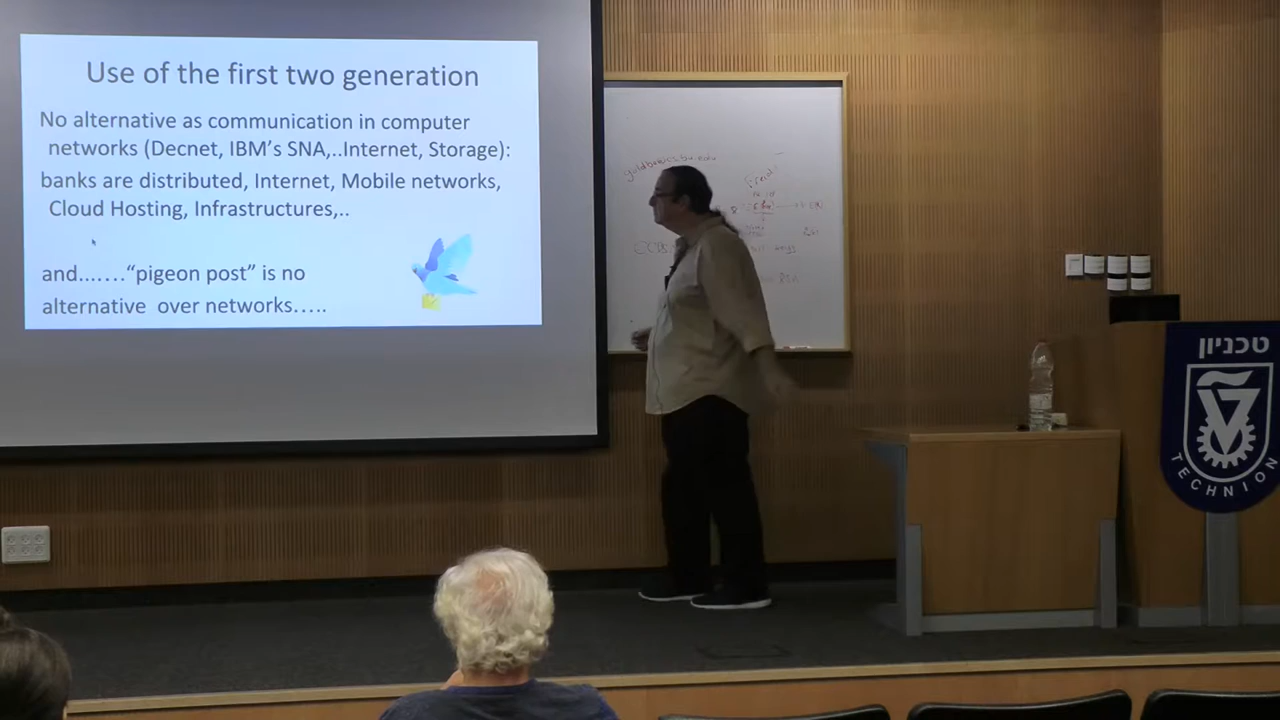 Use of the first two generation
No alternative as communication in computer
networks (Decnet, IBM's SNA,..Internet, Storage):
banks are distributed, Internet, Mobile networks,
Cloud Hosting, Infrastructures,..
and.......“pigeon post” is no
alternative over networks.....
טכניון
TECHNION